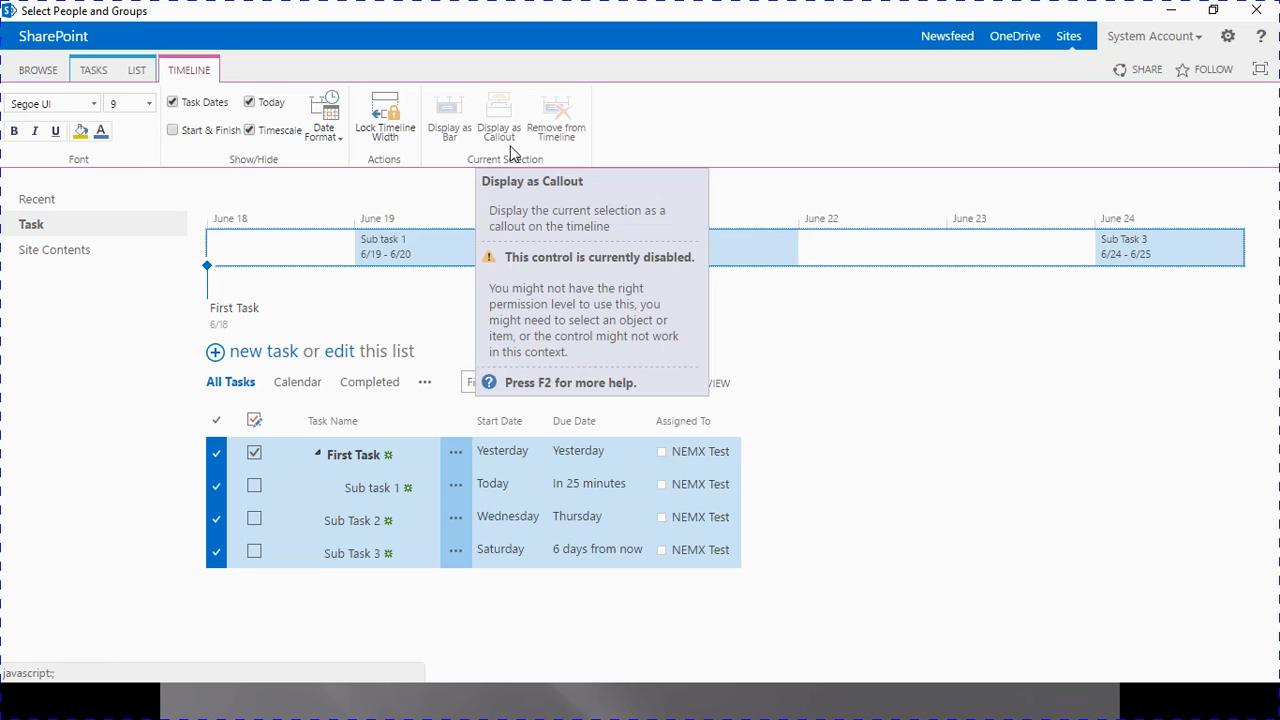 Select People and Groups
SharePoint
Newsfeed OneDrive Sites System Account ?
BROWSE TASKS LIST TIMELINE SHARE FOLLOW
Segoe UI 9
B I U A
Font
Task Dates Today
Start & Finish Timescale
Date
Format
Show/Hide
Lock Timeline
Width
Actions
Display as
Bar
Display as
Callout
Remove from
Timeline
Current Selection
Display as Callout
Display the current selection as a
callout on the timeline
This control is currently disabled.
You might not have the right
permission level to use this, you
might need to select an object or
item, or the control might not work
in this context.
Press F2 for more help.
Recent
Task
Site Contents
June 18 June 19 June 22 June 23 June 24
Sub task 1
6/19 - 6/20
Sub Task 3
6/24 - 6/25
First Task
6/18
new task or edit this list
All Tasks Calendar Completed ••• Fi VIEW
Task Name Start Date Due Date Assigned To
First Task ••• Yesterday Yesterday NEMX Test
Sub task 1 ••• Today In 25 minutes NEMX Test
Sub Task 2 ••• Wednesday Thursday NEMX Test
Sub Task 3 ••• Saturday 6 days from now NEMX Test
javascript:;